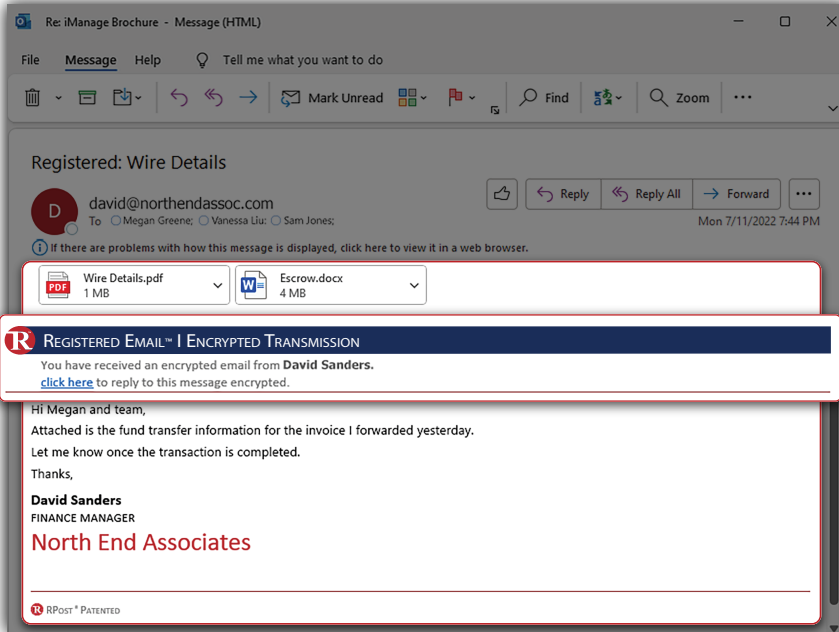 Re: iManage Brochure - Message (HTML)
File Message Help Tell me what you want to do
Mark Unread Find Zoom
Registered: Wire Details
D
david@northendassoc.com
Reply Reply All Forward
To Megan Greene; Vanessa Liu: Sam Jones;
Mon 7/11/2022 7:44 PM
If there are problems with how this message is displayed, click here to view it in a web browser.
PDF
Wire Details.pdf
1 MB
W
Escrow.docx
4 MB
R REGISTERED EMAIL™ | ENCRYPTED TRANSMISSION
You have received an encrypted email from David Sanders.
click here to reply to this message encrypted.
Hi Megan and team,
Attached is the fund transfer information for the invoice I forwarded yesterday.
Let me know once the transaction is completed.
Thanks,
David Sanders
FINANCE MANAGER
North End Associates
R RPOST® PATENTED